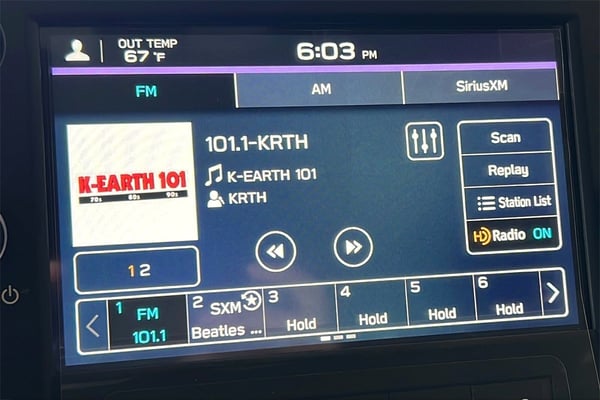 OUT TEMP
67 °F
6:03 PM
FM
AM
SiriusXM
101.1-KRTH
K-EARTH 101
KRTH
K-EARTH 101
70s 80s 90s
Scan
Replay
Station List
HD Radio ON
1 2
1 FM 101.1
2 SXM Beatles ...
3 Hold
4 Hold
5 Hold
6 Hold